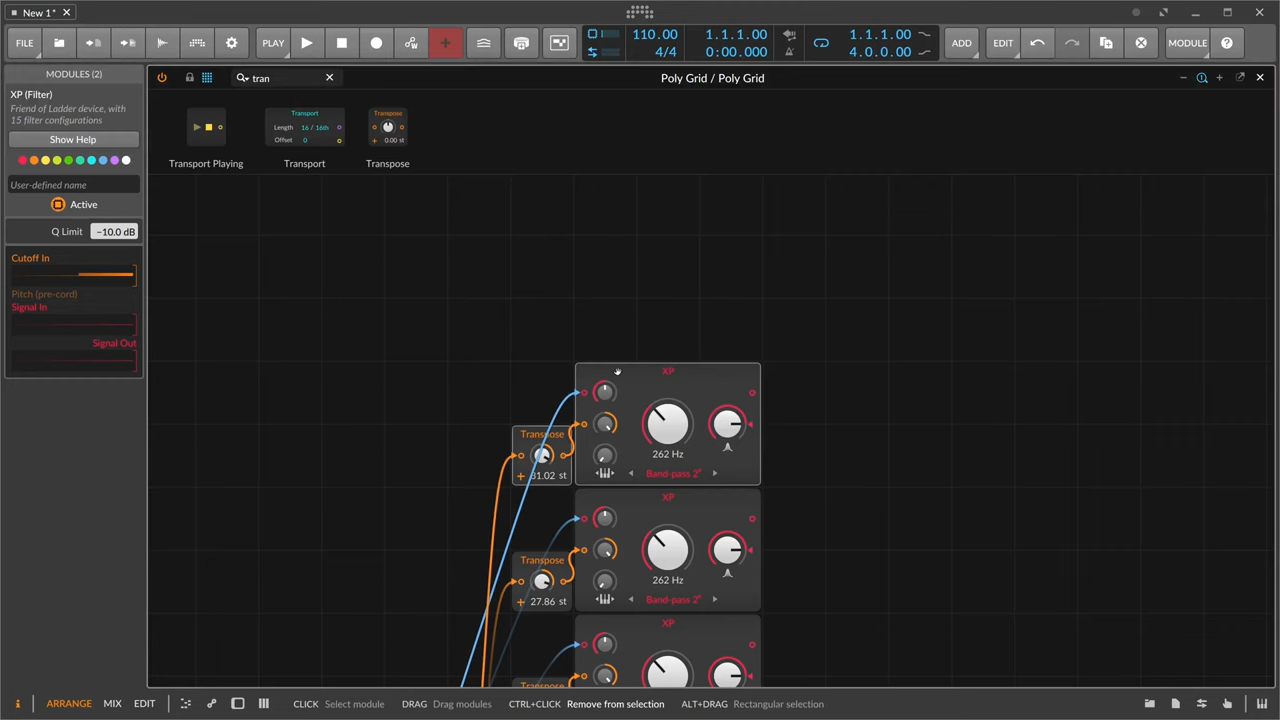 New 1*
FILE
PLAY
110.00
4/4
1.1.1.00
0:00.000
1.1.1.00
4.0.0.00
ADD
EDIT
MODULE
?
MODULES (2)
XP (Filter)
Friend of Ladder device, with
15 filter configurations
Show Help
User-defined name
Active
Q Limit
−10.0 dB
Cutoff In
Pitch (pre-cord)
Signal In
Signal Out
tran
Poly Grid / Poly Grid
Transport
Length 16 / 16th
Offset 0
Transpose
+ 0.00 st
Transport Playing
Transport
Transpose
XP
Transpose
+ 31.02 st
262 Hz
Band-pass 2°
XP
Transpose
+ 27.86 st
262 Hz
Band-pass 2°
XP
Transpose
i
ARRANGE
MIX
EDIT
CLICK Select module
DRAG Drag modules
CTRL+CLICK Remove from selection
ALT+DRAG Rectangular selection